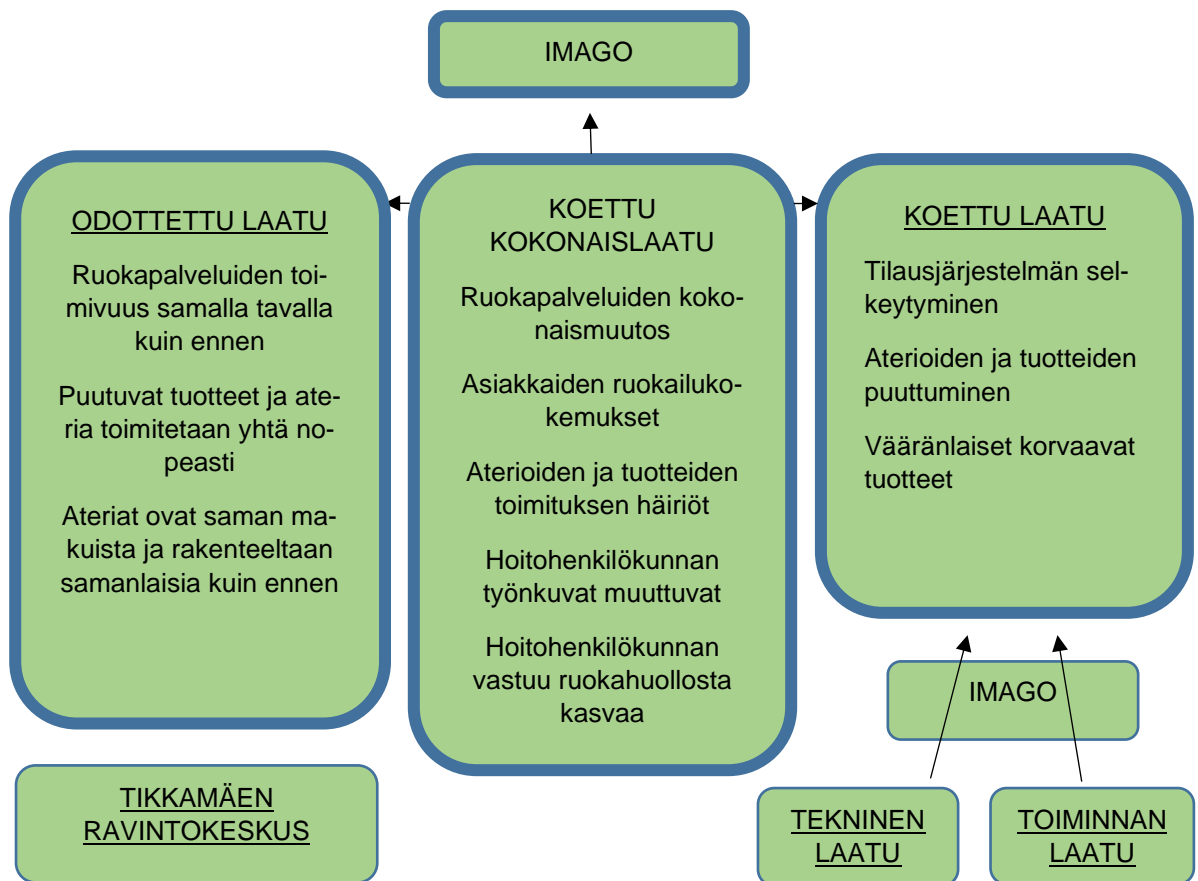 IMAGO
ODOTTETTU LAATU
Ruokapalveluiden toi-
mivuus samalla tavalla
kuin ennen
Puutuvat tuotteet ja ate-
ria toimitetaan yhtä no-
peasti
Ateriat ovat saman ma-
kuista ja rakenteeltaan
samanlaisia kuin ennen
KOETTU
KOKONAISLAATU
Ruokapalveluiden koko-
naismuutos
Asiakkaiden ruokailuko-
kemukset
Aterioiden ja tuotteiden
toimituksen häiriöt
Hoitohenkilökunnan
työnkuvat muuttuvat
Hoitohenkilökunnan
vastuu ruokahuollosta
kasvaa
KOETTU LAATU
Tilausjärjestelmän sel-
keytyminen
Aterioiden ja tuotteiden
puuttuminen
Vääränlaiset korvaavat
tuotteet
IMAGO
TIKKAMÄEN
RAVINTOKESKUS
TEKNINEN
LAATU
TOIMINNAN
LAATU